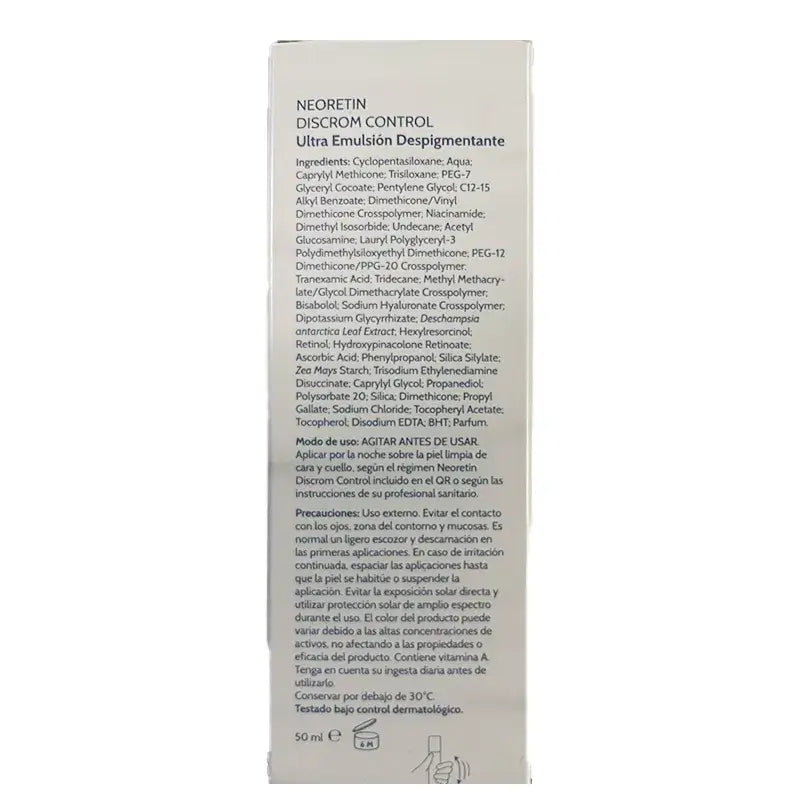 NEORETIN
DISCROM CONTROL
Ultra Emulsión Despigmentante
Ingredients: Cyclopentasiloxane; Aqua;
Caprylyl Methicone; Trisiloxane; PEG-7
Glyceryl Cocoate; Pentylene Glycol; C12-15
Alkyl Benzoate; Dimethicone/Vinyl
Dimethicone Crosspolymer; Niacinamide;
Dimethyl Isosorbide; Undecane; Acetyl
Glucosamine, Lauryl Polyglyceryl-3
Polydimethylsiloxyethyl Dimethicone; PEG-12
Dimethicone/PPG-20 Crosspolymer;
Tranexamic Acid; Tridecane; Methyl Methacry-
late/Glycol Dimethacrylate Crosspolymer;
Bisabolol; Sodium Hyaluronate Crosspolymer;
Dipotassium Glycyrrhizate; Deschampsia
antarctica Leaf Extract; Hexylresorcinol;
Retinol; Hydroxypinacolone Retinoate;
Ascorbic Acid; Phenylpropanol; Silica Silylate;
Zea Mays Starch; Trisodium Ethylenediamine
Disuccinate; Caprylyl Glycol; Propanediol;
Polysorbate 20; Silica; Dimethicone; Propyl
Gallate; Sodium Chloride; Tocopheryl Acetate;
Tocopherol; Disodium EDTA; BHT; Parfum.
Modo de uso: AGITAR ANTES DE USAR.
Aplicar por la noche sobre la piel limpia de
cara y cuello, según el régimen Neoretin
Discrom Control incluido en el QR o según las
instrucciones de su profesional sanitario.
Precauciones: Uso externo. Evitar el contacto
con los ojos, zona del contorno y mucosas. Es
normal un ligero escozor y descamación en
las primeras aplicaciones. En caso de irritación
continuada, espaciar las aplicaciones hasta
que la piel se habitúe o suspender la
aplicación. Evitar la exposición solar directa y
utilizar protección solar de amplio espectro
durante el uso. El color del producto puede
variar debido a las altas concentraciones de
activos, no afectando a las propiedades o
eficacia del producto. Contiene vitamina A.
Tenga en cuenta su ingesta diaria antes de
utilizarlo.
Conservar por debajo de 30°C.
Testado bajo control dermatológico.
50 ml ℮ 6 M